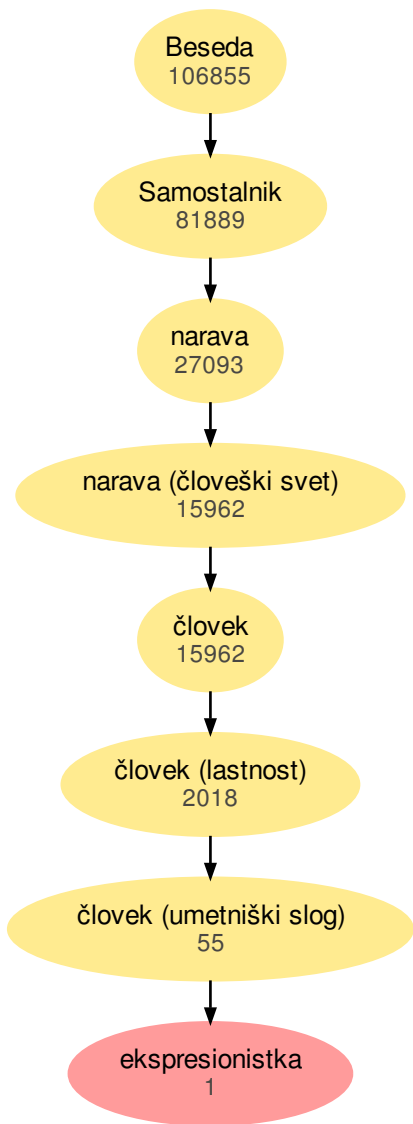 Beseda
106855
Samostalnik
81889
narava
27093
narava (človeški svet)
15962
človek
15962
človek (lastnost)
2018
človek (umetniški slog)
55
ekspresionistka
1